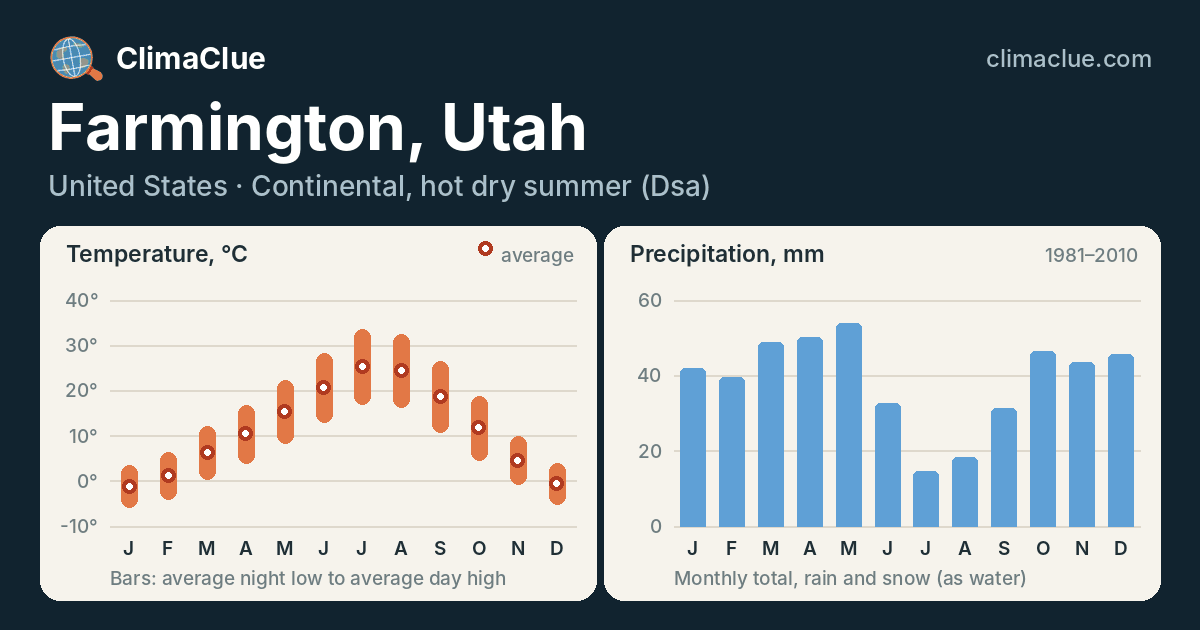 ClimaClue
climaclue.com
Farmington, Utah
United States · Continental, hot dry summer (Dsa)
Temperature, °C
average
40°
30°
20°
10°
0°
-10°
J F M A M J J A S O N D
Bars: average night low to average day high
Precipitation, mm
1981–2010
60
40
20
0
J F M A M J J A S O N D
Monthly total, rain and snow (as water)